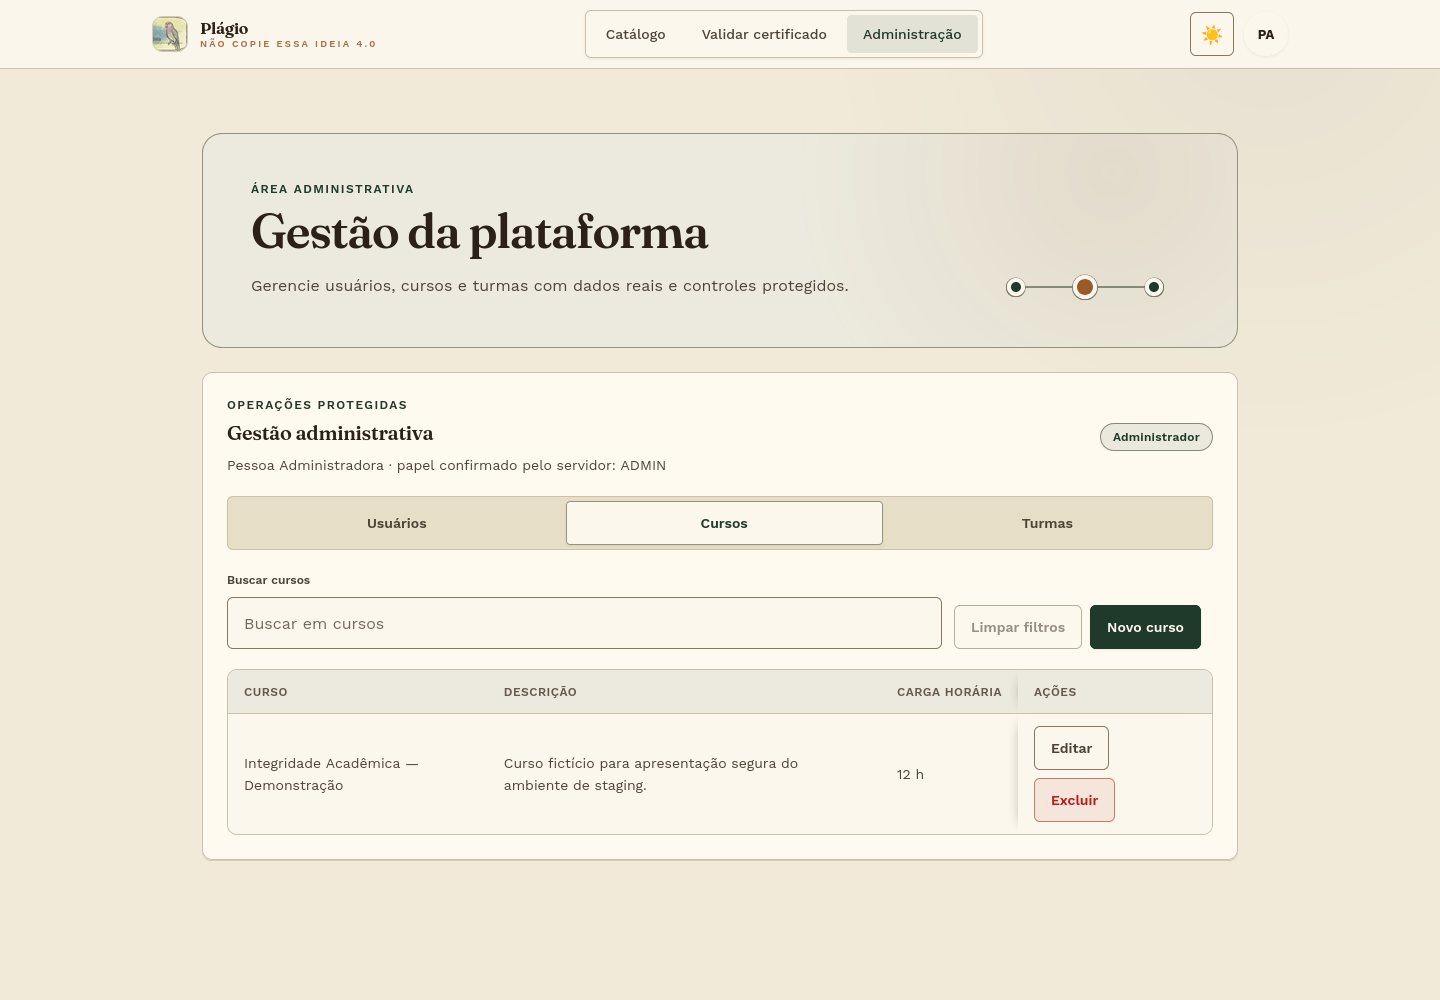 Plágio
NÃO COPIE ESSA IDEIA 4.0
Catálogo
Validar certificado
Administração
PA
ÁREA ADMINISTRATIVA
Gestão da plataforma
Gerencie usuários, cursos e turmas com dados reais e controles protegidos.
OPERAÇÕES PROTEGIDAS
Gestão administrativa
Pessoa Administradora · papel confirmado pelo servidor: ADMIN
Administrador
Usuários
Cursos
Turmas
Buscar cursos
Buscar em cursos
Limpar filtros
Novo curso
CURSO
DESCRIÇÃO
CARGA HORÁRIA
AÇÕES
Integridade Acadêmica —
Demonstração
Curso fictício para apresentação segura do
ambiente de staging.
12 h
Editar
Excluir